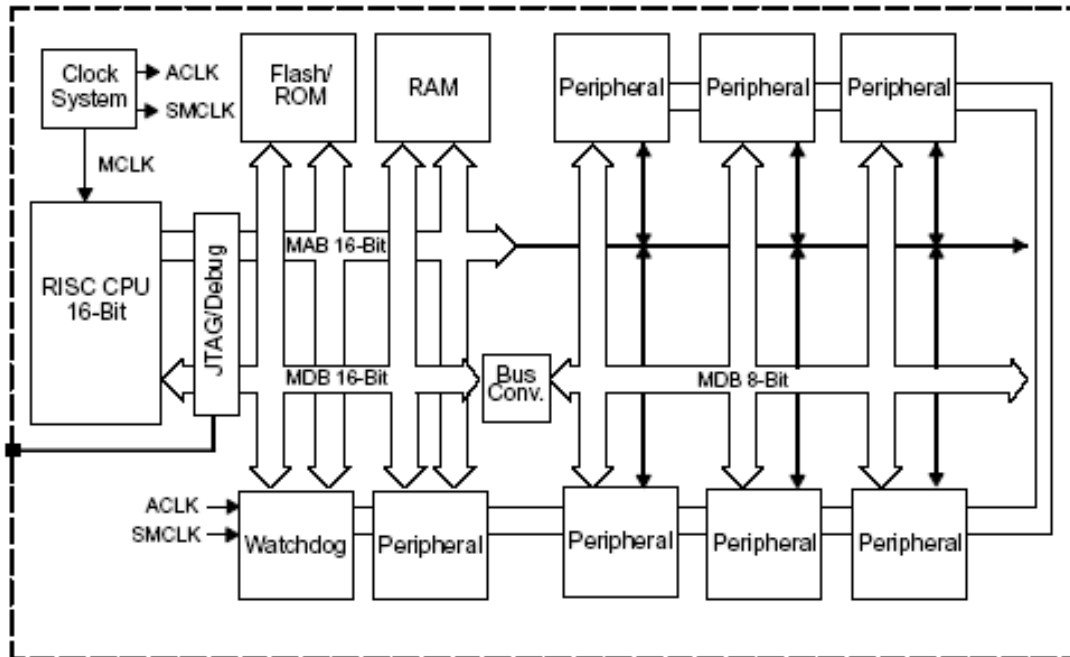 Clock
System
ACLK
SMCLK
MCLK
Flash/
ROM
RAM
Peripheral
Peripheral
Peripheral
RISC CPU
16-Bit
JTAG/Debug
MAB 16-Bit
MDB 16-Bit
Bus
Conv.
MDB 8-Bit
ACLK
SMCLK
Watchdog
Peripheral
Peripheral
Peripheral
Peripheral